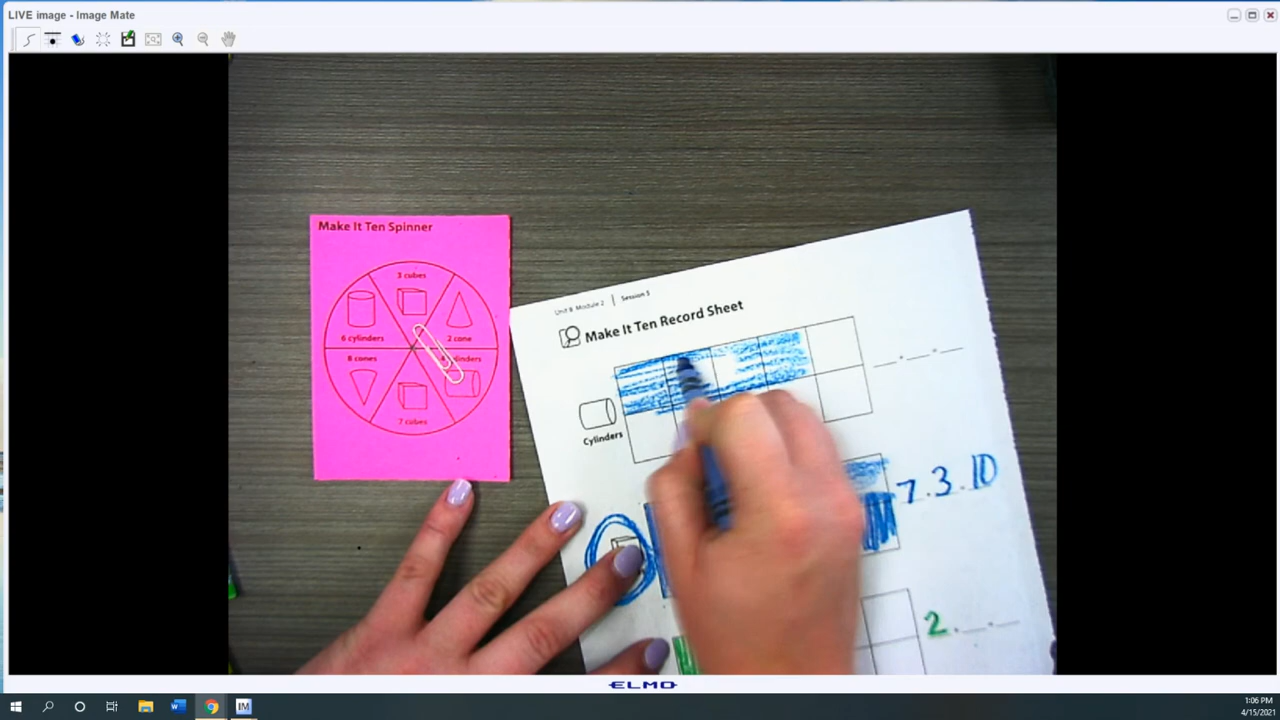 LIVE image - Image Mate
Make It Ten Spinner
3 cubes
6 cylinders
2 cone
8 cones
7 cubes
Unit 8 Module 2 | Session 3
Make It Ten Record Sheet
Cylinders
7 . 3 . 10
2 .
ELMO
1:06 PM
4/15/2021